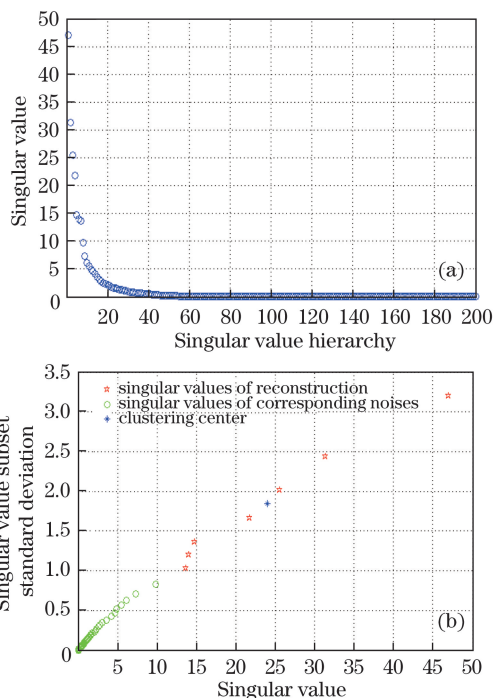 50
45
40
35
30
25
20
15
10
5
0
Singular value
(a)
20 40 60 80 100 120 140 160 180 200
Singular value hierarchy
3.5
3.0
2.5
2.0
1.5
1.0
0.5
0
Singular value subset
standard deviation
singular values of reconstruction
singular values of corresponding noises
clustering center
(b)
5 10 15 20 25 30 35 40 45 50
Singular value